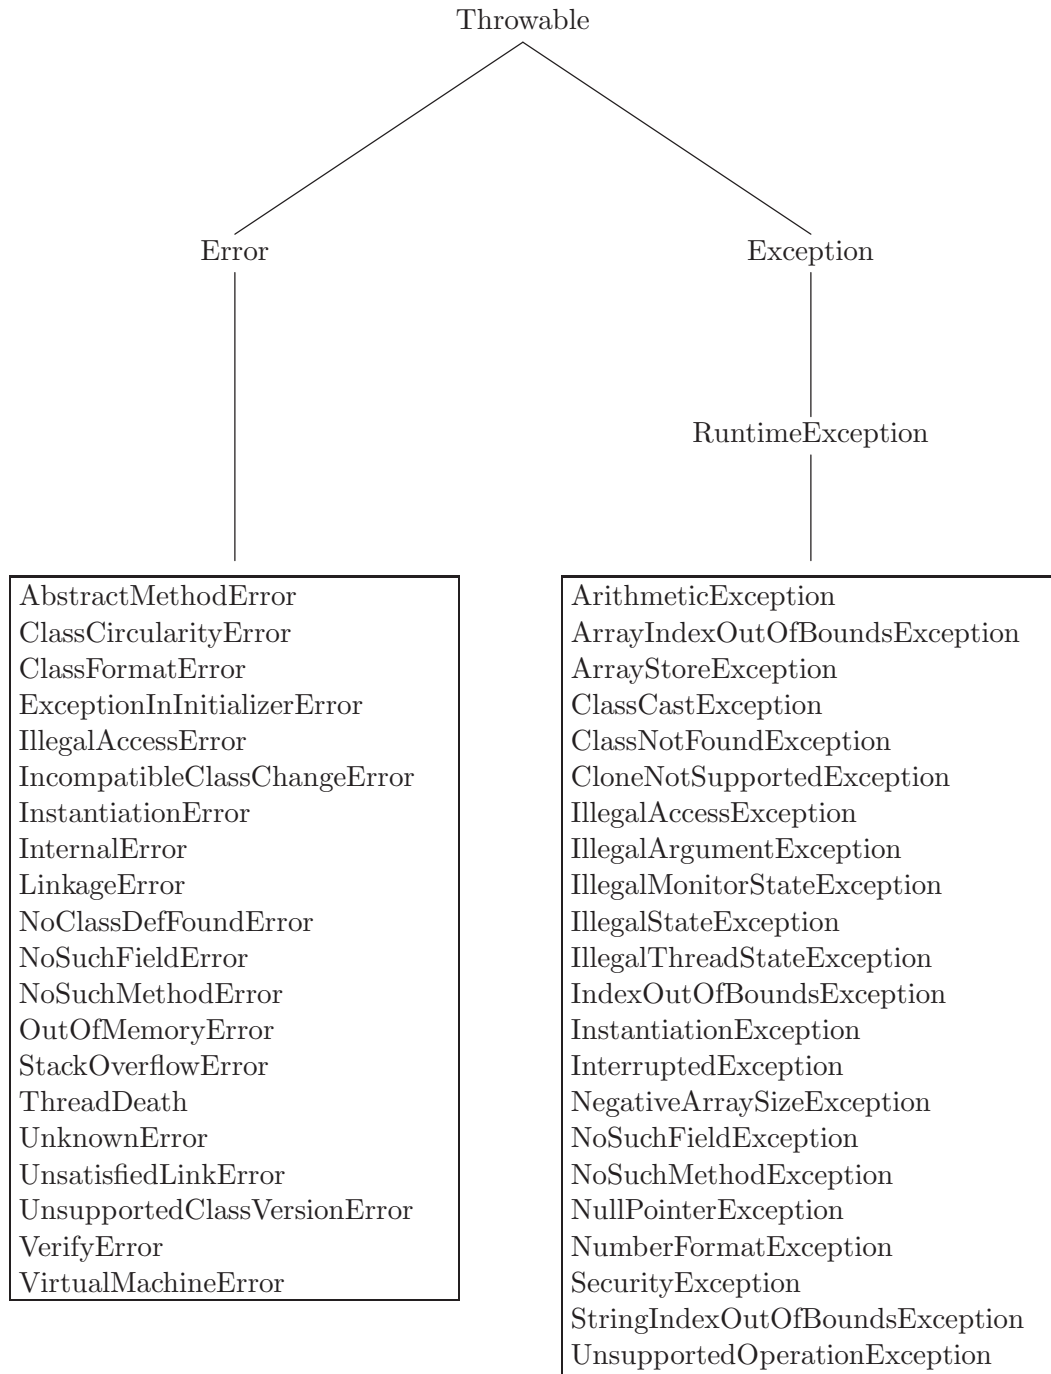 Throwable
Error
Exception
RuntimeException
AbstractMethodError
ClassCircularityError
ClassFormatError
ExceptionInInitializerError
IllegalAccessError
IncompatibleClassChangeError
InstantiationError
InternalError
LinkageError
NoClassDefFoundError
NoSuchFieldError
NoSuchMethodError
OutOfMemoryError
StackOverflowError
ThreadDeath
UnknownError
UnsatisfiedLinkError
UnsupportedClassVersionError
VerifyError
VirtualMachineError
ArithmeticException
ArrayIndexOutOfBoundsException
ArrayStoreException
ClassCastException
ClassNotFoundException
CloneNotSupportedException
IllegalAccessException
IllegalArgumentException
IllegalMonitorStateException
IllegalStateException
IllegalThreadStateException
IndexOutOfBoundsException
InstantiationException
InterruptedException
NegativeArraySizeException
NoSuchFieldException
NoSuchMethodException
NullPointerException
NumberFormatException
SecurityException
StringIndexOutOfBoundsException
UnsupportedOperationException